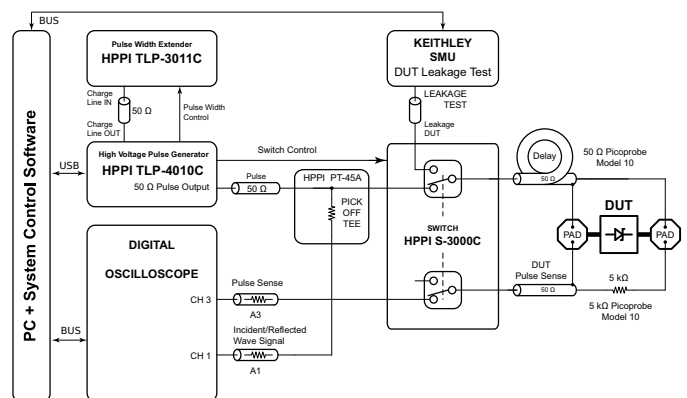 BUS
PC + System Control Software
Pulse Width Extender
HPPI TLP-3011C
Charge
Line IN
50 Ω
Charge
Line OUT
Pulse Width
Control
KEITHLEY
SMU
DUT Leakage Test
LEAKAGE
TEST
Leakage
DUT
USB
High Voltage Pulse Generator
HPPI TLP-4010C
50 Ω Pulse Output
Switch Control
Pulse
50 Ω
HPPI PT-45A
PICK
OFF
TEE
SWITCH
HPPI S-3000C
Delay
50 Ω
50 Ω Picoprobe
Model 10
DUT
PAD
PAD
DUT
Pulse Sense
50 Ω
5 kΩ
5 kΩ Picoprobe
Model 10
DIGITAL
OSCILLOSCOPE
CH 3
Pulse Sense
A3
BUS
CH 1
Incident/Reflected
Wave Signal
A1